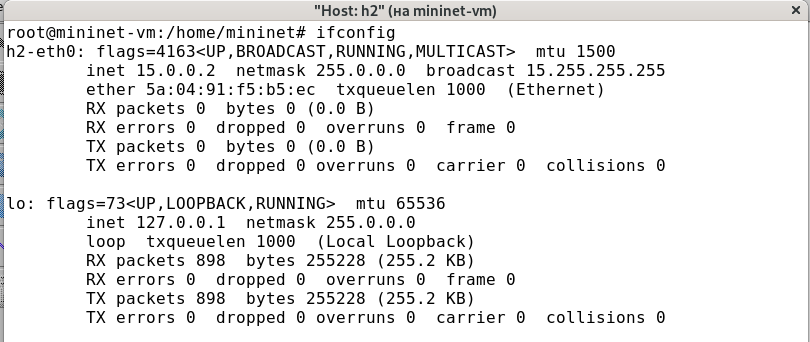 "Host: h2" (на mininet-vm)
root@mininet-vm:/home/mininet# ifconfig
h2-eth0: flags=4163<UP,BROADCAST,RUNNING,MULTICAST>  mtu 1500
        inet 15.0.0.2  netmask 255.0.0.0  broadcast 15.255.255.255
        ether 5a:04:91:f5:b5:ec  txqueuelen 1000  (Ethernet)
        RX packets 0  bytes 0 (0.0 B)
        RX errors 0  dropped 0  overruns 0  frame 0
        TX packets 0  bytes 0 (0.0 B)
        TX errors 0  dropped 0 overruns 0  carrier 0  collisions 0

lo: flags=73<UP,LOOPBACK,RUNNING>  mtu 65536
        inet 127.0.0.1  netmask 255.0.0.0
        loop  txqueuelen 1000  (Local Loopback)
        RX packets 898  bytes 255228 (255.2 KB)
        RX errors 0  dropped 0  overruns 0  frame 0
        TX packets 898  bytes 255228 (255.2 KB)
        TX errors 0  dropped 0 overruns 0  carrier 0  collisions 0